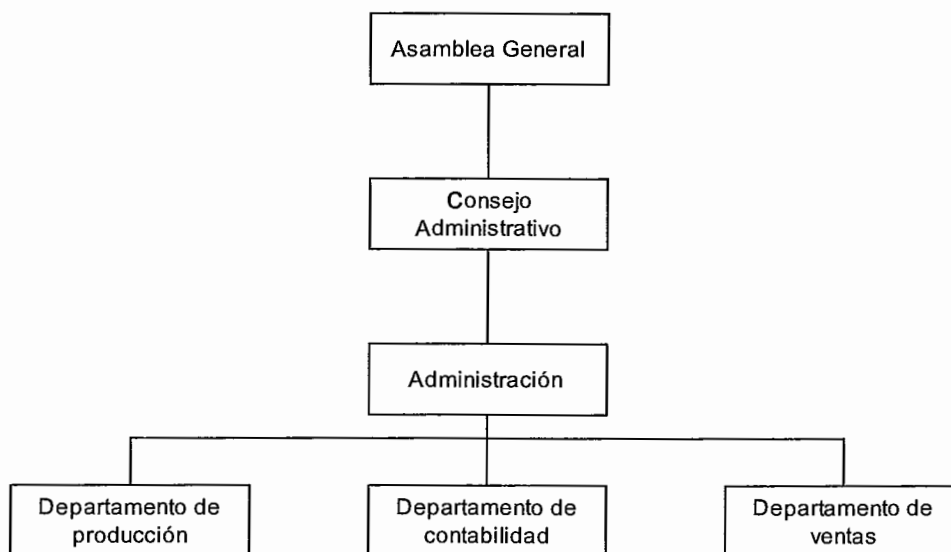 Asamblea General
Consejo
Administrativo
Administración
Departamento de
producción
Departamento de
contabilidad
Departamento de
ventas